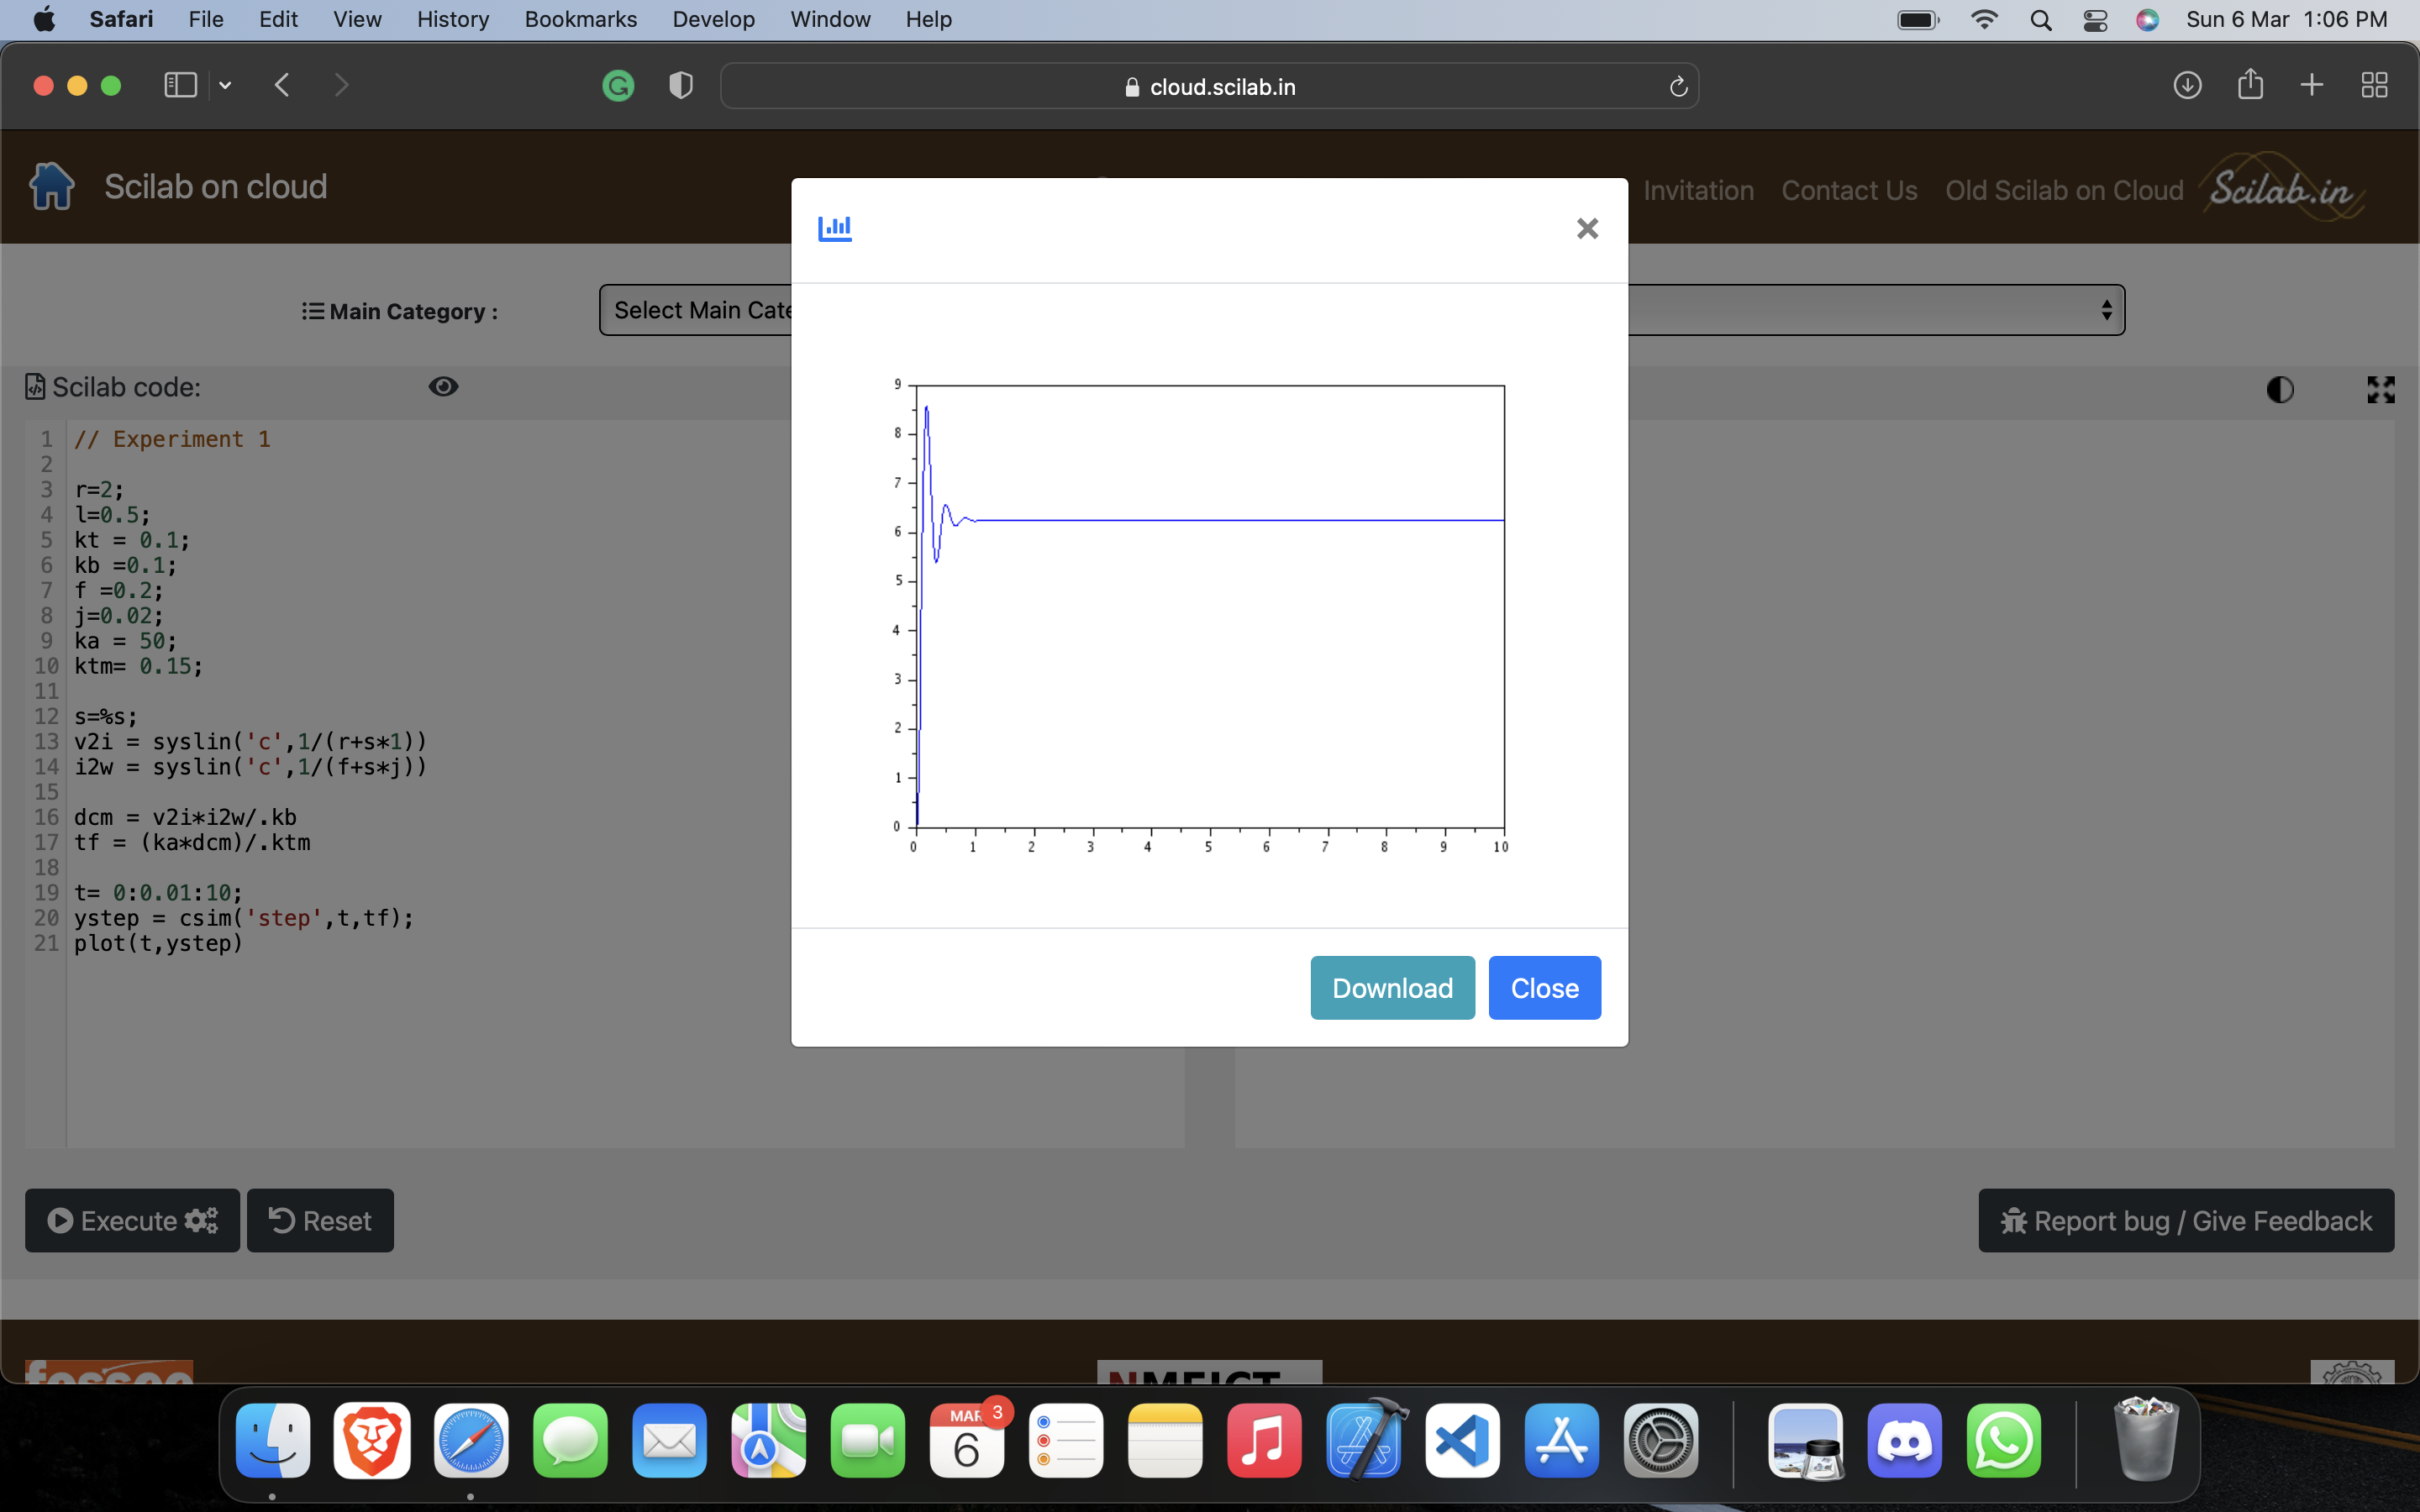 Safari File Edit View History Bookmarks Develop Window Help Sun 6 Mar 1:06 PM
cloud.scilab.in
Scilab on cloud
Invitation Contact Us Old Scilab on Cloud Scilab.in
Main Category :
Select Main Cate
Scilab code:
1 // Experiment 1
2
3 r=2;
4 l=0.5;
5 kt = 0.1;
6 kb =0.1;
7 f =0.2;
8 j=0.02;
9 ka = 50;
10 ktm= 0.15;
11
12 s=%s;
13 v2i = syslin('c',1/(r+s*1))
14 i2w = syslin('c',1/(f+s*j))
15
16 dcm = v2i*i2w/.kb
17 tf = (ka*dcm)/.ktm
18
19 t= 0:0.01:10;
20 ystep = csim('step',t,tf);
21 plot(t,ystep)
9
8
7
6
5
4
3
2
1
0
0 1 2 3 4 5 6 7 8 9 10
Download Close
Execute Reset
Report bug / Give Feedback
fossee
NMEICT
MAR 3
6